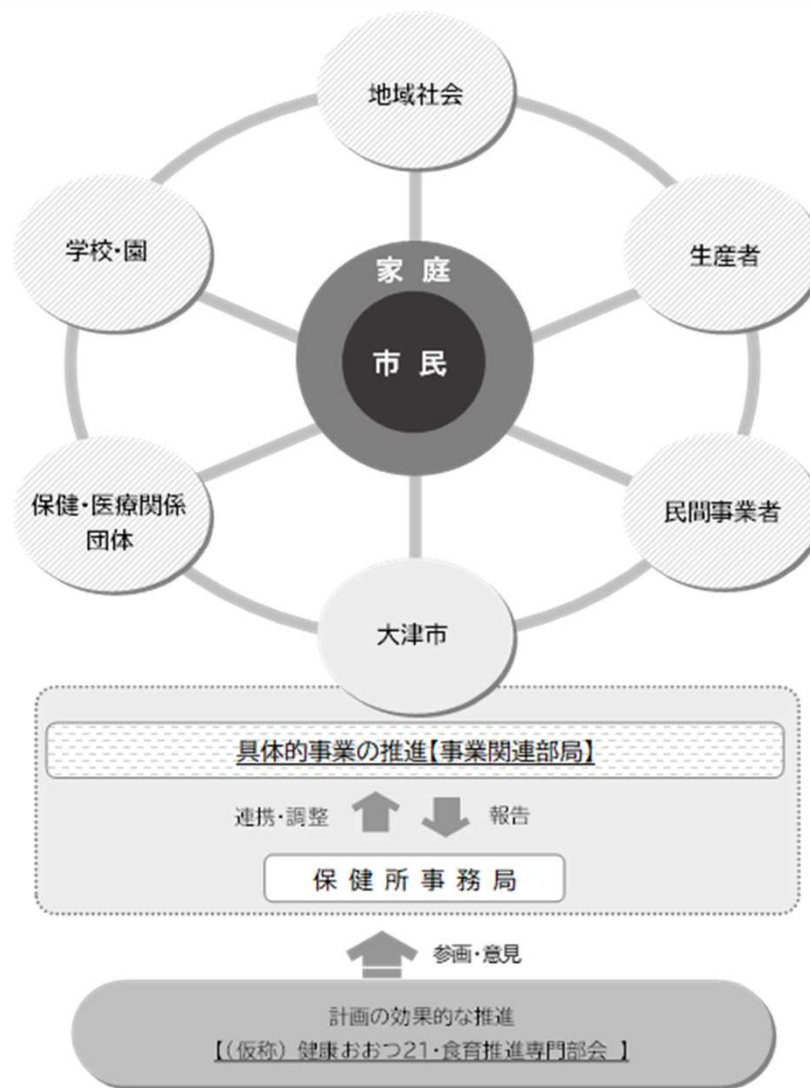 地域社会
学校・園
生産者
家 庭
市 民
保健・医療関係
団体
民間事業者
大津市
具体的事業の推進【事業関連部局】
連携・調整
報告
保 健 所 事 務 局
参画・意見
計画の効果的な推進
【(仮称) 健康おおつ21・食育推進専門部会 】